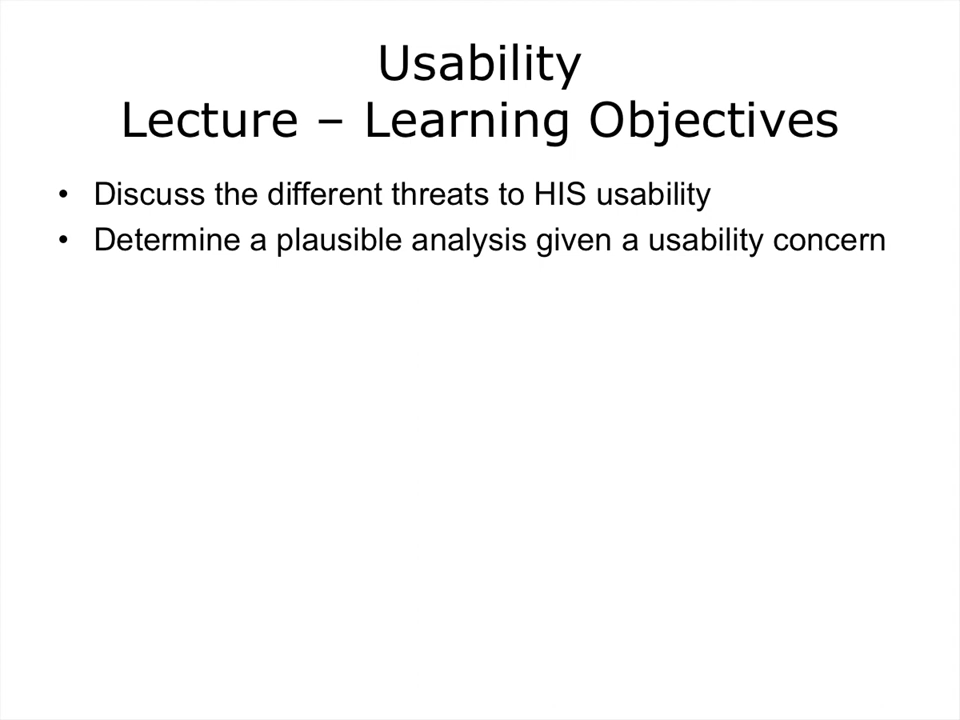 Usability
Lecture – Learning Objectives
• Discuss the different threats to HIS usability
• Determine a plausible analysis given a usability concern